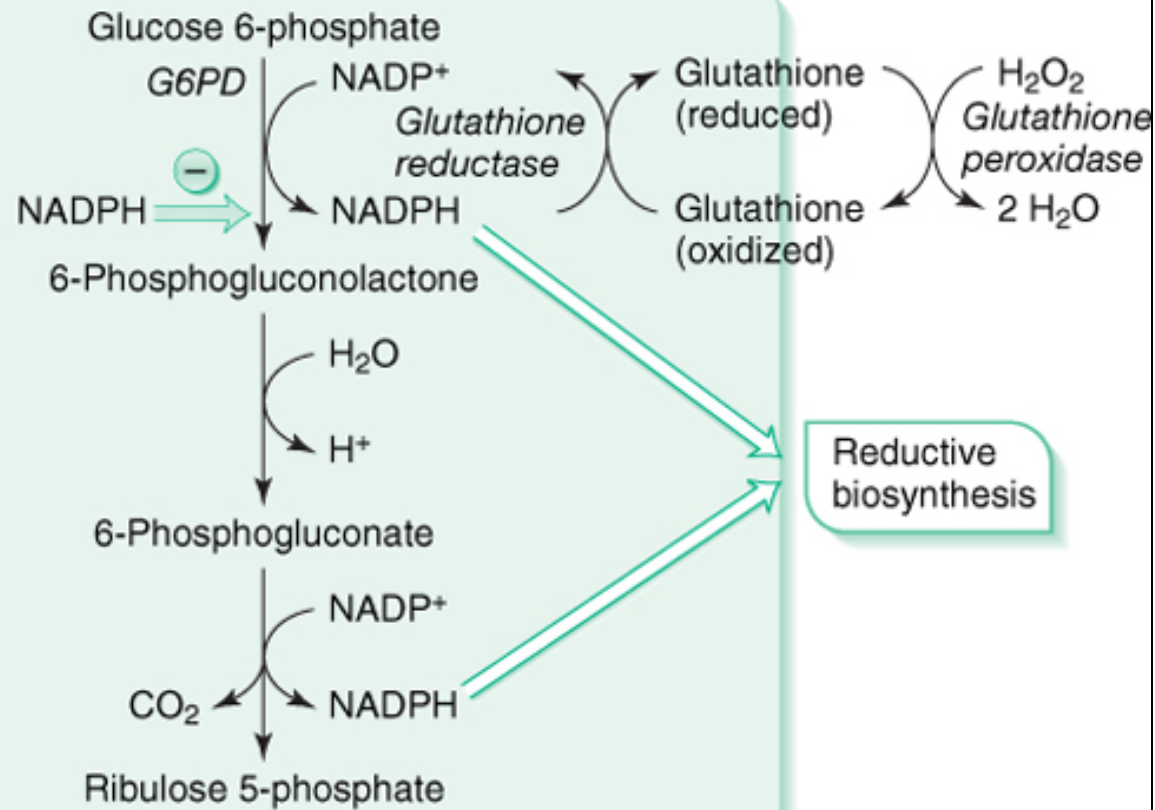 Glucose 6-phosphate
G6PD
NADP⁺
Glutathione
reductase
Glutathione
(reduced)
H₂O₂
Glutathione
peroxidase
−
NADPH
NADPH
Glutathione
(oxidized)
2 H₂O
6-Phosphogluconolactone
H₂O
H⁺
Reductive
biosynthesis
6-Phosphogluconate
NADP⁺
CO₂
NADPH
Ribulose 5-phosphate